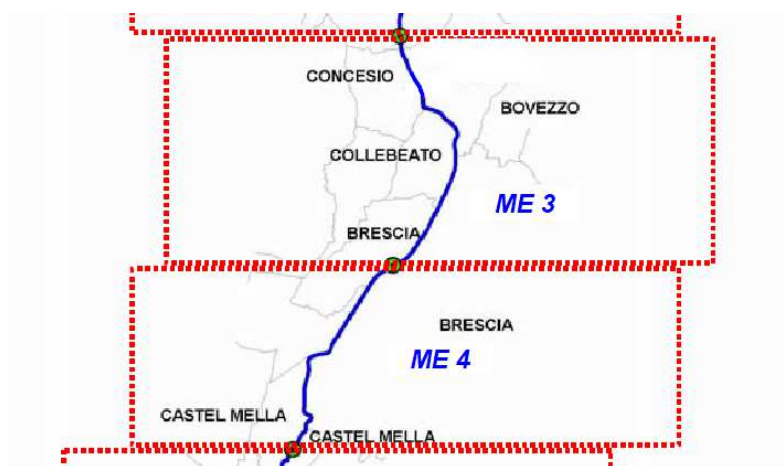 CONCESIO
BOVEZZO
COLLEBEATO
ME 3
BRESCIA
BRESCIA
ME 4
CASTEL MELLA
CASTEL MELLA